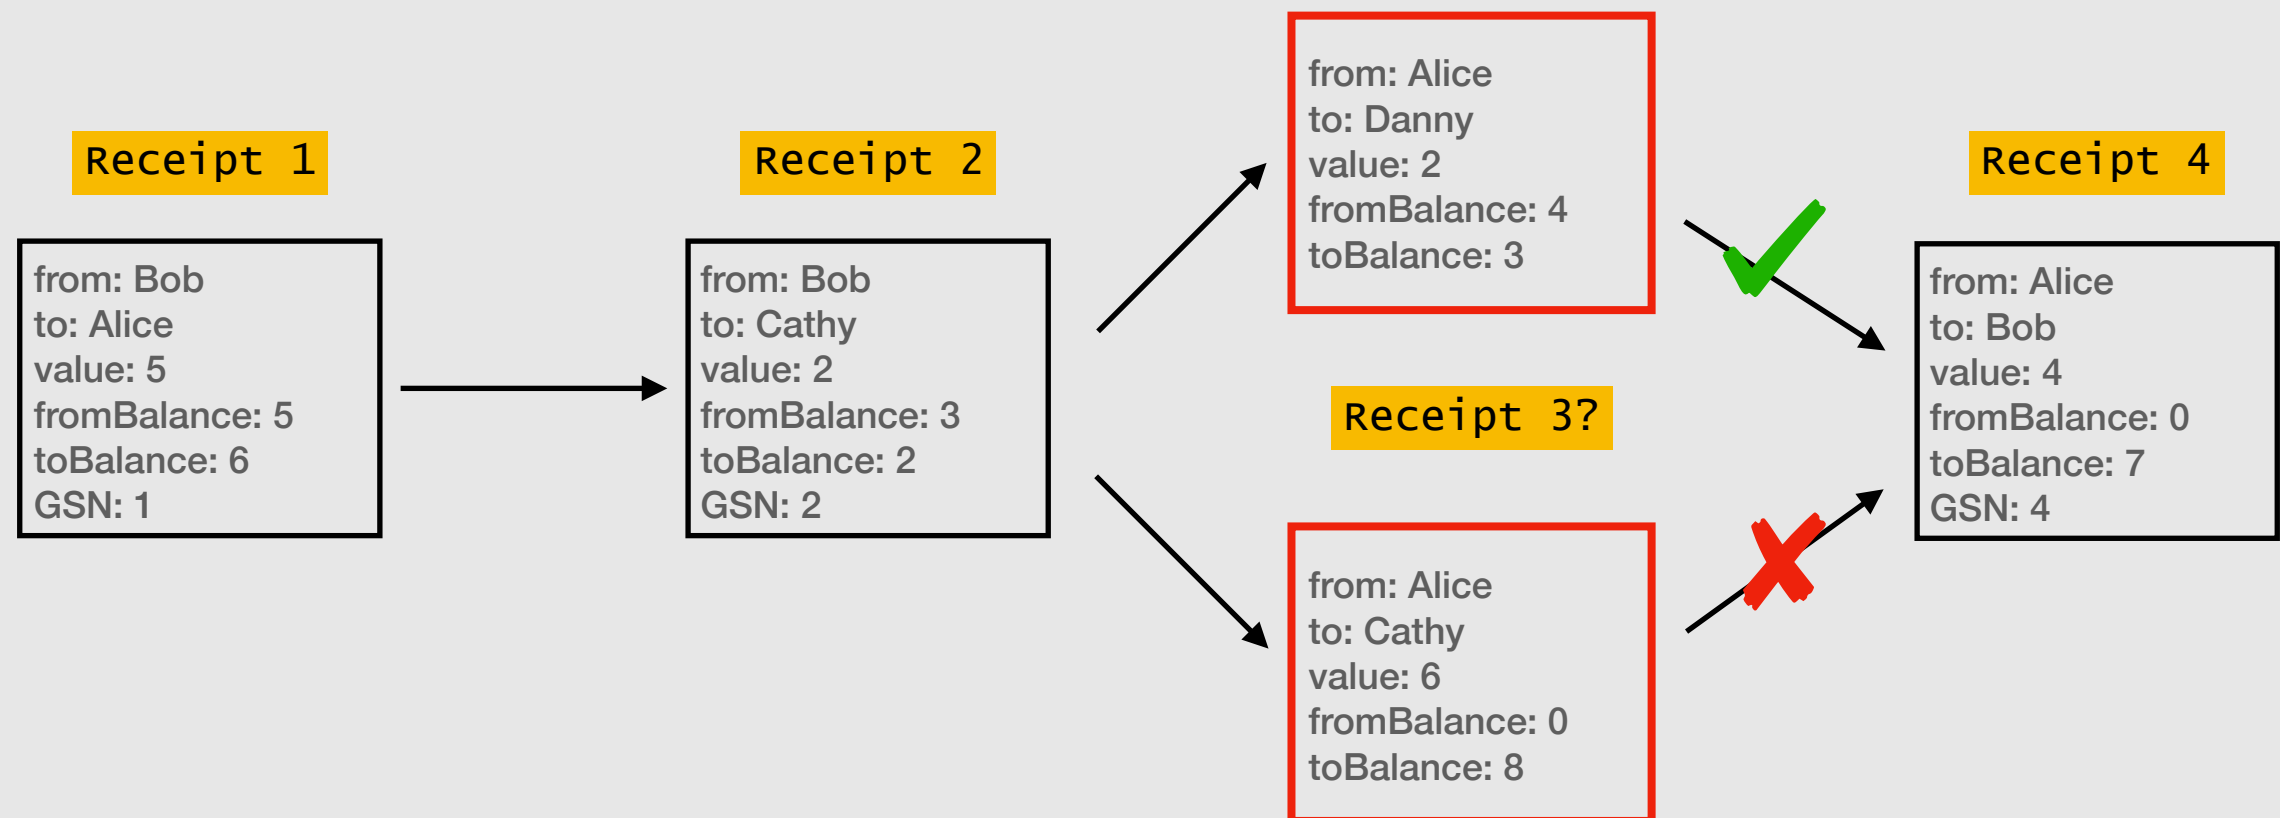 Receipt 1
from: Bob
to: Alice
value: 5
fromBalance: 5
toBalance: 6
GSN: 1
Receipt 2
from: Bob
to: Cathy
value: 2
fromBalance: 3
toBalance: 2
GSN: 2
from: Alice
to: Danny
value: 2
fromBalance: 4
toBalance: 3
Receipt 3?
from: Alice
to: Cathy
value: 6
fromBalance: 0
toBalance: 8
Receipt 4
from: Alice
to: Bob
value: 4
fromBalance: 0
toBalance: 7
GSN: 4